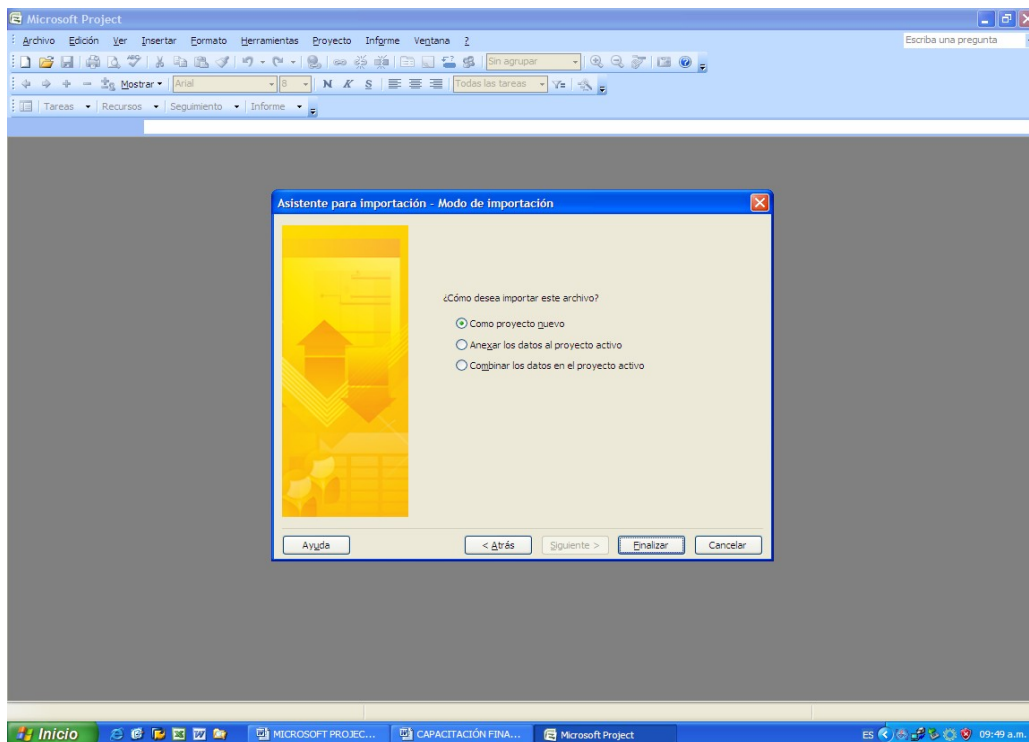 Microsoft Project
Archivo Edición Ver Insertar Formato Herramientas Proyecto Informe Ventana ?
Escriba una pregunta
Sin agrupar
Mostrar Arial 8 N K S Todas las tareas
Tareas Recursos Seguimiento Informe
Asistente para importación - Modo de importación
¿Cómo desea importar este archivo?
Como proyecto nuevo
Anexar los datos al proyecto activo
Combinar los datos en el proyecto activo
Ayuda < Atrás Siguiente > Finalizar Cancelar
Inicio MICROSOFT PROJEC... CAPACITACIÓN FINA... Microsoft Project ES 09:49 a.m.